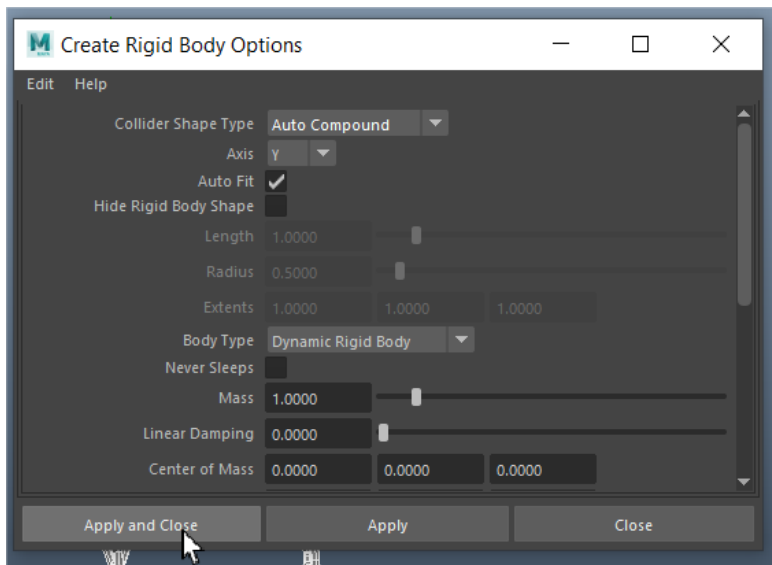 Create Rigid Body Options
Edit Help
Collider Shape Type Auto Compound
Axis Y
Auto Fit
Hide Rigid Body Shape
Length 1.0000
Radius 0.5000
Extents 1.0000 1.0000 1.0000
Body Type Dynamic Rigid Body
Never Sleeps
Mass 1.0000
Linear Damping 0.0000
Center of Mass 0.0000 0.0000 0.0000
Apply and Close Apply Close